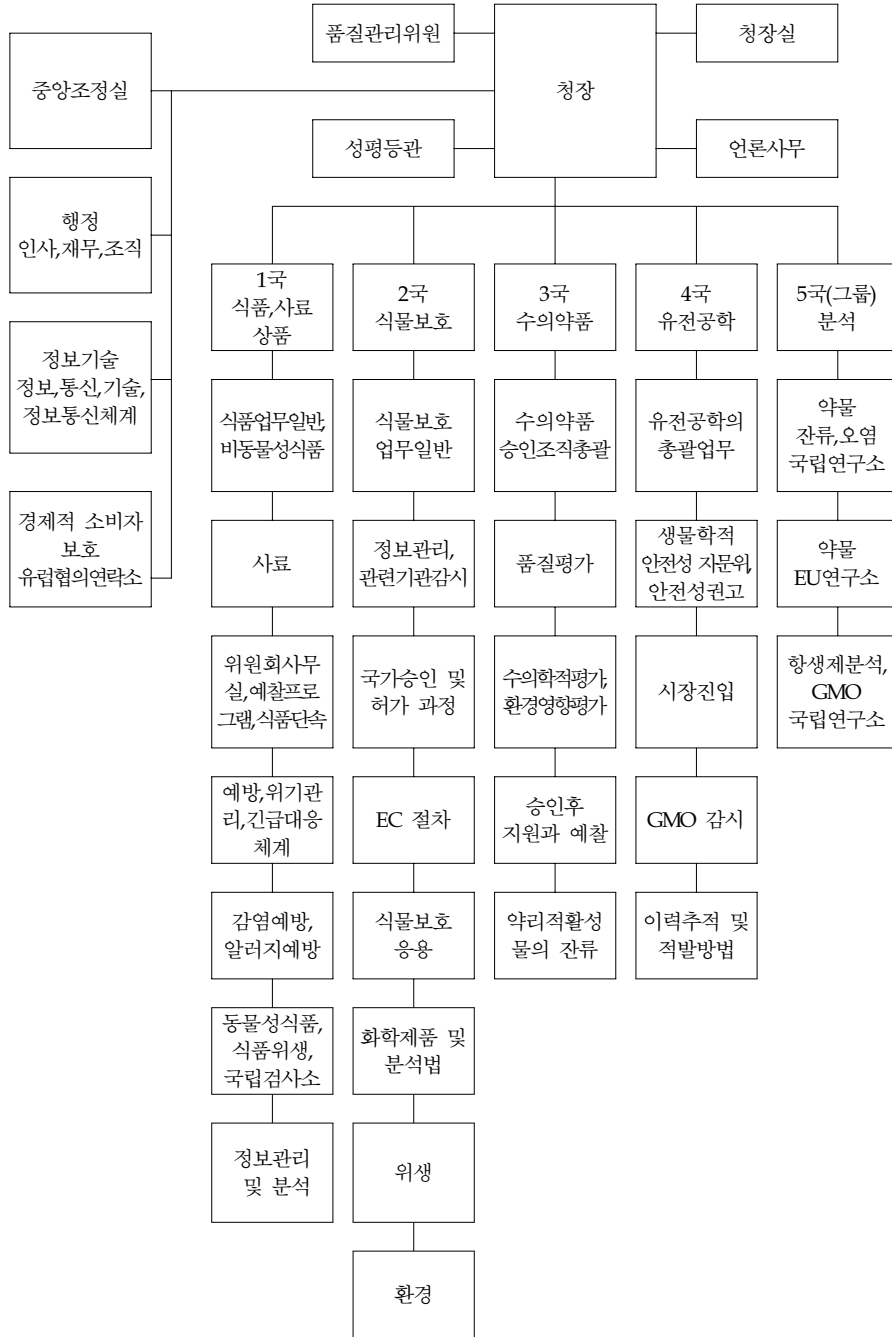 품질관리위원
청장실
중앙조정실
청장
성평등관
언론사무
행정
인사,재무,조직
정보기술
정보,통신,기술,
정보통신체계
경제적 소비자
보호
유럽협의연락소
1국
식품,사료
상품
식품업무일반,
비동물성식품
사료
위원회사무
실,예찰프로
그램,식품단속
예방,위기관
리,긴급대응
체계
감염예방,
알러지예방
동물성식품,
식품위생,
국립검사소
정보관리
및 분석
2국
식물보호
식물보호
업무일반
정보관리,
관련기관감시
국가승인 및
허가 과정
EC 절차
식물보호
응용
화학제품 및
분석법
위생
환경
3국
수의약품
수의약품
승인조직총괄
품질평가
수의학적평가,
환경영향평가
승인후
지원과 예찰
약리적활성
물의 잔류
4국
유전공학
유전공학의
총괄업무
생물학적
안전성 자문위,
안전성권고
시장진입
GMO 감시
이력추적 및
적발방법
5국(그룹)
분석
약물
잔류,오염
국립연구소
약물
EU연구소
항생제분석,
GMO
국립연구소